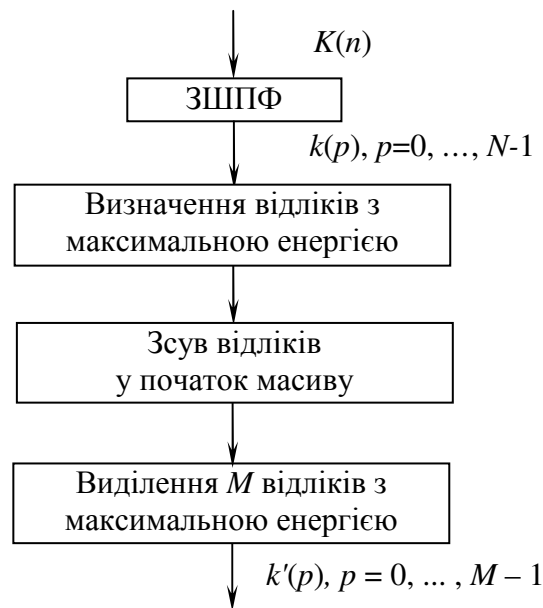 K(n)
ЗШПФ
k(p), p=0, …, N-1
Визначення відліків з
максимальною енергією
Зсув відліків
у початок масиву
Виділення M відліків з
максимальною енергією
k'(p), p = 0, ... , M – 1